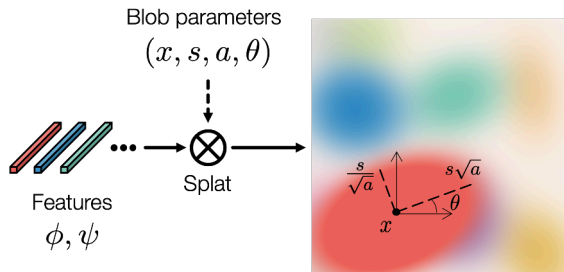 Blob parameters
(x, s, a, θ)
Splat
Features
ϕ, ψ
s/√a
s√a
θ
x